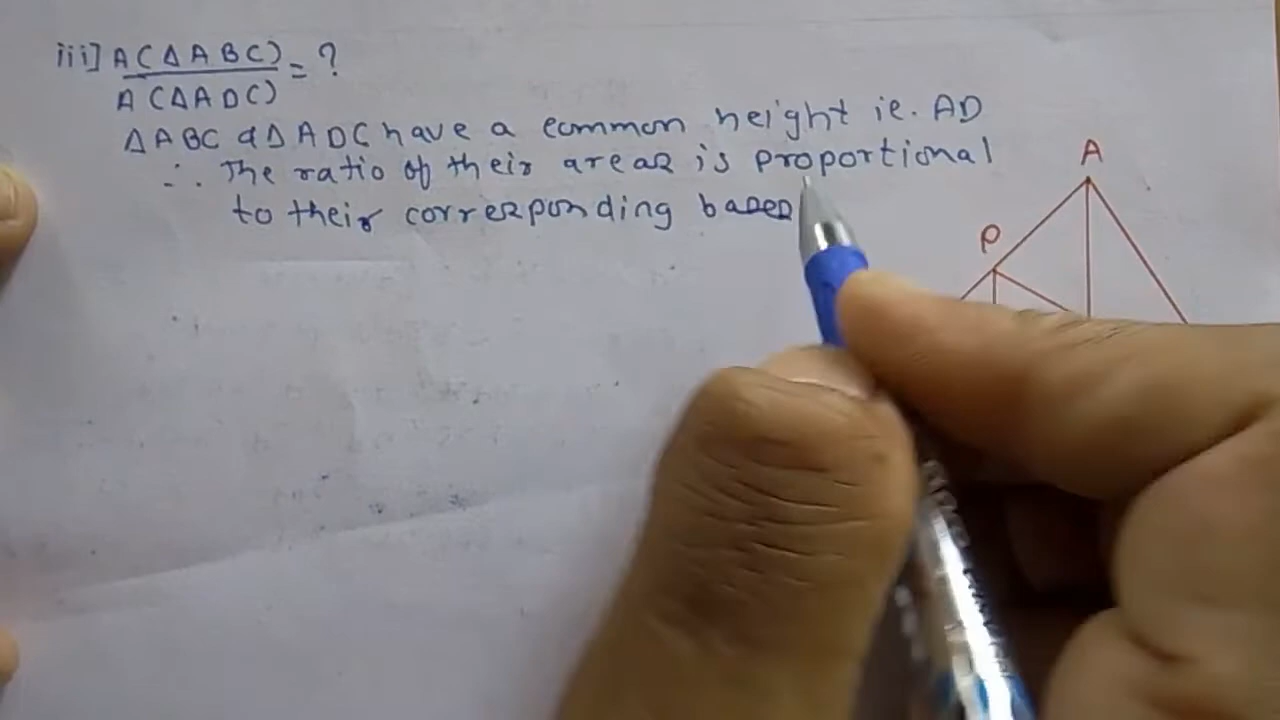 iii] A(ΔABC) = ?
A(ΔADC)
ΔABC & ΔADC have a common height ie. AD
∴ The ratio of their areas is proportional
to their corresponding bases
A
P